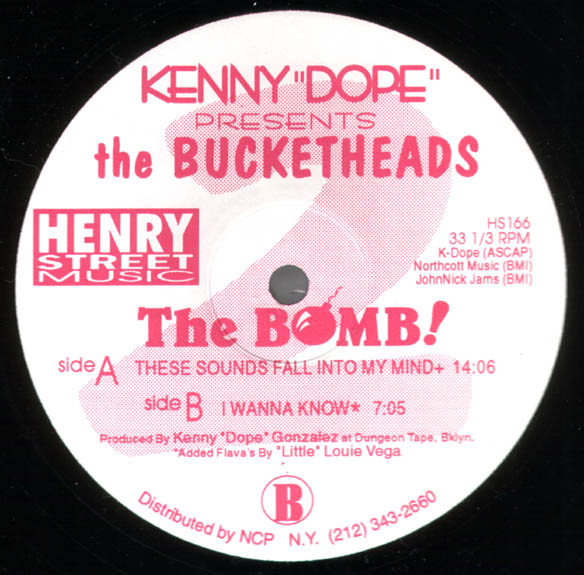 KENNY "DOPE"
PRESENTS
the BUCKETHEADS
HENRY
STREET
MUSIC
HS166
33 1/3 RPM
K-Dope (ASCAP)
Northcott Music (BMI)
JohnNick Jams (BMI)
The BOMB!
side A THESE SOUNDS FALL INTO MY MIND+ 14:06
side B I WANNA KNOW* 7:05
Produced By Kenny "Dope" Gonzalez at Dungeon Tape, Bklyn.
*Added Flava's By "Little" Louie Vega
B
Distributed by NCP N.Y. (212) 343-2660
2